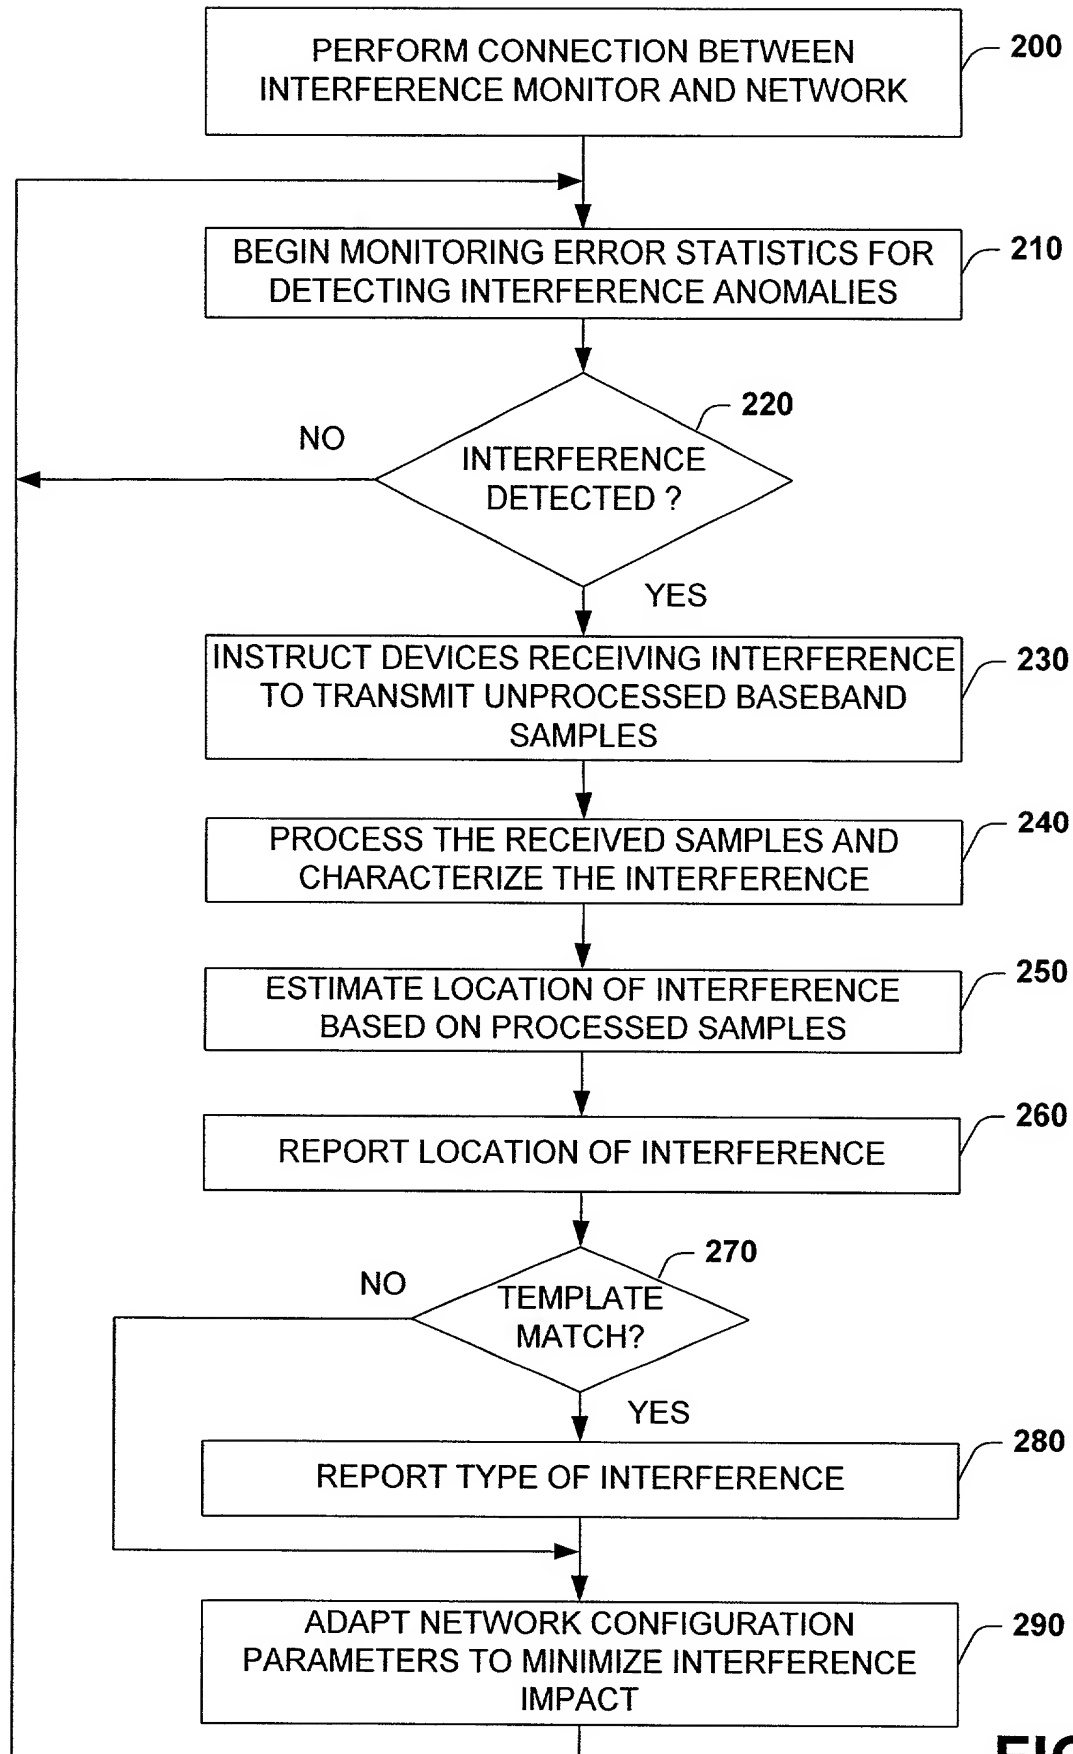 PERFORM CONNECTION BETWEEN
INTERFERENCE MONITOR AND NETWORK
200
BEGIN MONITORING ERROR STATISTICS FOR
DETECTING INTERFERENCE ANOMALIES
210
220
NO
INTERFERENCE
DETECTED ?
YES
INSTRUCT DEVICES RECEIVING INTERFERENCE
TO TRANSMIT UNPROCESSED BASEBAND
SAMPLES
230
PROCESS THE RECEIVED SAMPLES AND
CHARACTERIZE THE INTERFERENCE
240
ESTIMATE LOCATION OF INTERFERENCE
BASED ON PROCESSED SAMPLES
250
REPORT LOCATION OF INTERFERENCE
260
270
NO
TEMPLATE
MATCH?
YES
REPORT TYPE OF INTERFERENCE
280
ADAPT NETWORK CONFIGURATION
PARAMETERS TO MINIMIZE INTERFERENCE
IMPACT
290